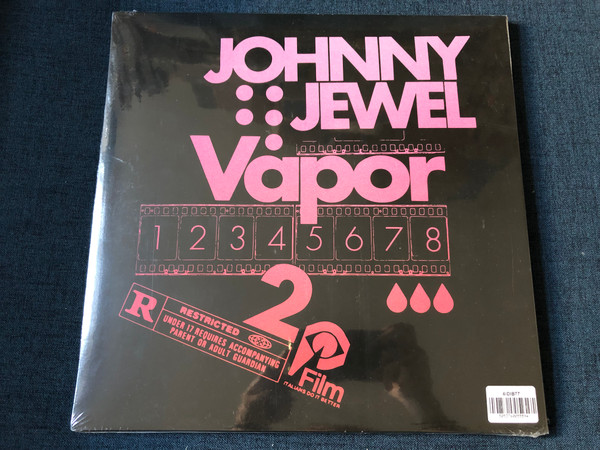 JOHNNY
JEWEL
Vapor
1 2 3 4 5 6 7 8
2
R
RESTRICTED
UNDER 17 REQUIRES ACCOMPANYING
PARENT OR ADULT GUARDIAN
Film
ITALIANS DO IT BETTER